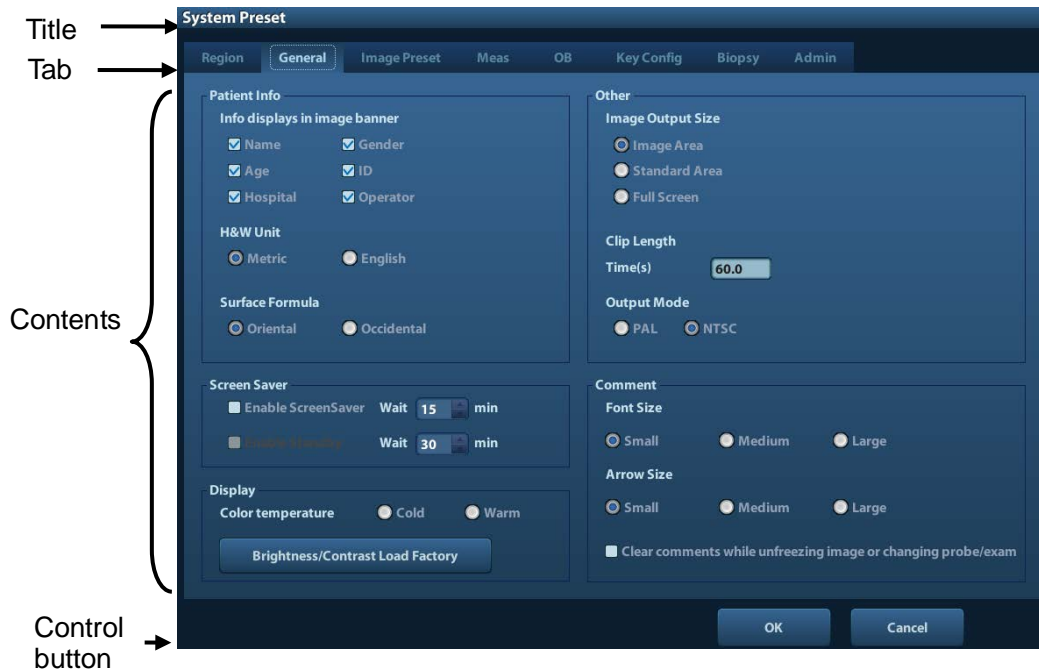 Title
Tab
Contents
Control
button
System Preset
Region General Image Preset Meas OB Key Config Biopsy Admin
Patient Info
Info displays in image banner
Name Gender
Age ID
Hospital Operator
H&W Unit
Metric English
Surface Formula
Oriental Occidental
Screen Saver
Enable ScreenSaver Wait 15 min
Enable Standby Wait 30 min
Display
Color temperature Cold Warm
Brightness/Contrast Load Factory
Other
Image Output Size
Image Area
Standard Area
Full Screen
Clip Length
Time(s) 60.0
Output Mode
PAL NTSC
Comment
Font Size
Small Medium Large
Arrow Size
Small Medium Large
Clear comments while unfreezing image or changing probe/exam
OK Cancel